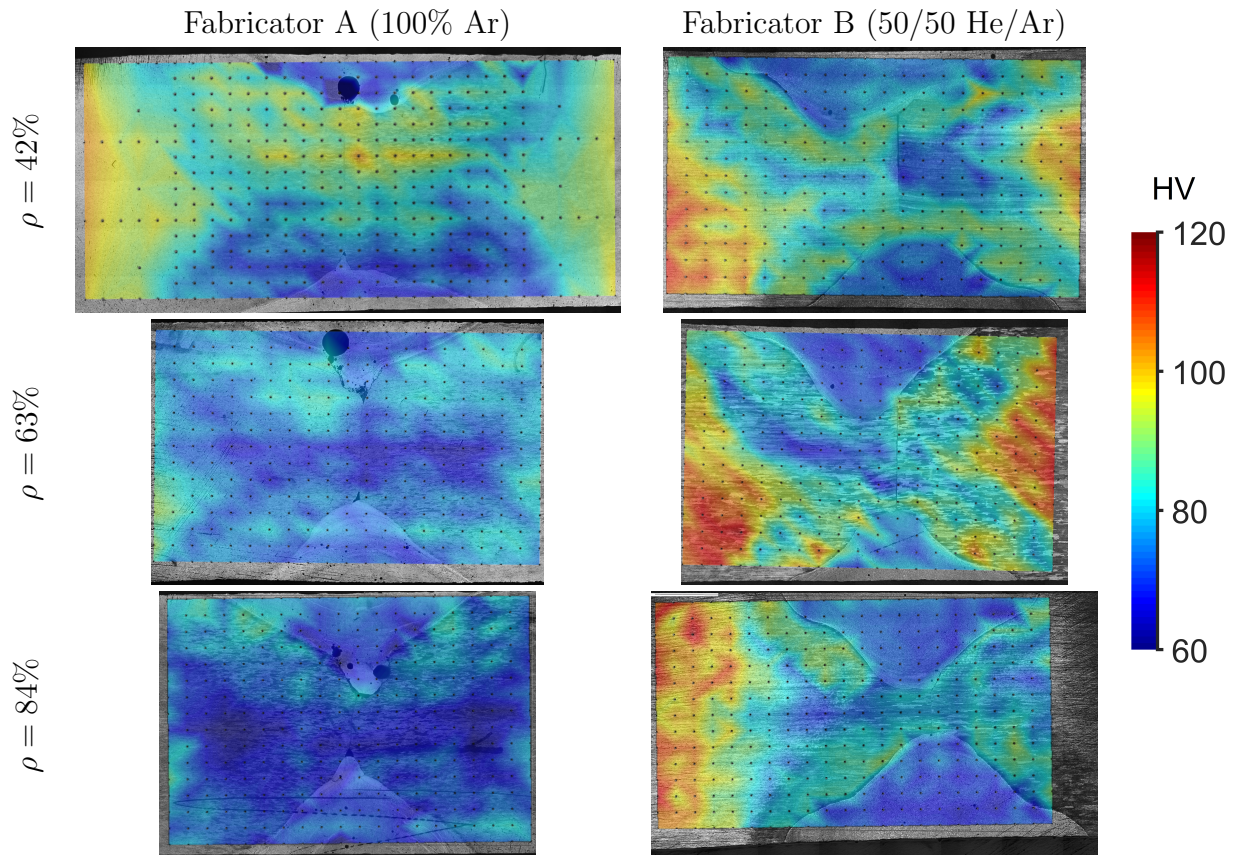 Fabricator A (100% Ar)
Fabricator B (50/50 He/Ar)
ρ = 42%
ρ = 63%
ρ = 84%
HV
120
100
80
60